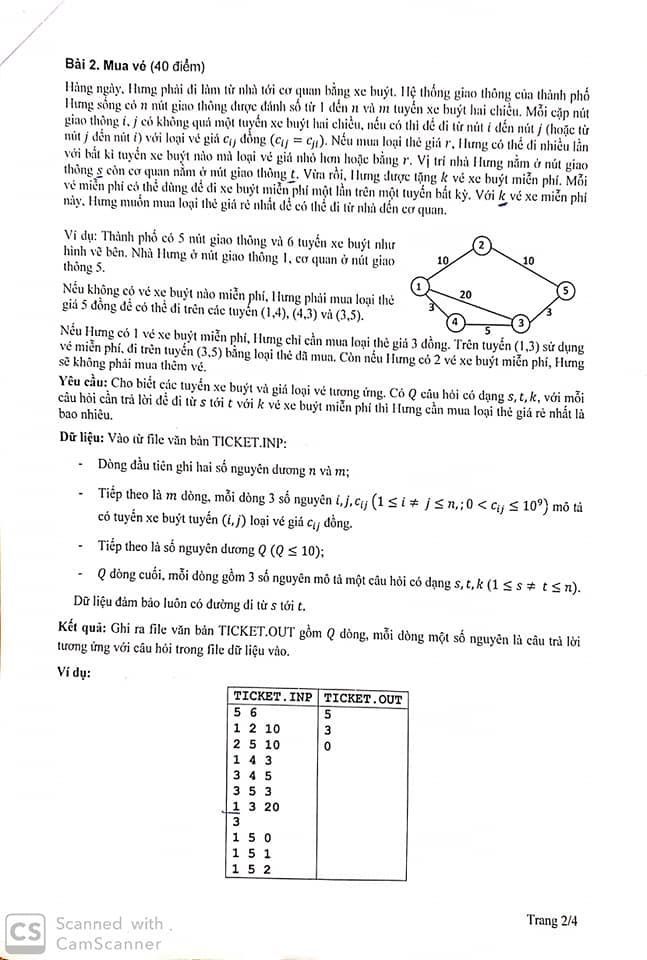 Bài 2. Mua vé (40 điểm)
Hàng ngày, Hưng phải đi làm từ nhà tới cơ quan bằng xe buýt. Hệ thống giao thông của thành phố
Hưng sống có n nút giao thông được đánh số từ 1 đến n và m tuyến xe buýt hai chiều. Mỗi cặp nút
giao thông i, j có không quá một tuyến xe buýt hai chiều, nếu có thì để đi từ nút i đến nút j (hoặc từ
nút j đến nút i) với loại vé giá cᵢⱼ đồng (cᵢⱼ = cⱼᵢ). Nếu mua loại thẻ giá r, Hưng có thể đi nhiều lần
với bất kì tuyến xe buýt nào mà loại vé giá nhỏ hơn hoặc bằng r. Vị trí nhà Hưng nằm ở nút giao
thông s còn cơ quan nằm ở nút giao thông t. Vừa rồi, Hưng được tặng k vé xe buýt miễn phí. Mỗi
vé miễn phí có thể dùng để đi xe buýt miễn phí một lần trên một tuyến bất kỳ. Với k vé xe miễn phí
này, Hưng muốn mua loại thẻ giá rẻ nhất để có thể đi từ nhà đến cơ quan.
Ví dụ: Thành phố có 5 nút giao thông và 6 tuyến xe buýt như
hình vẽ bên. Nhà Hưng ở nút giao thông 1, cơ quan ở nút giao
thông 5.
Nếu không có vé xe buýt nào miễn phí, Hưng phải mua loại thẻ
giá 5 đồng để có thể đi trên các tuyến (1,4), (4,3) và (3,5).
2
10 10
1 20 5
3 3
4 5 3
Nếu Hưng có 1 vé xe buýt miễn phí, Hưng chỉ cần mua loại thẻ giá 3 đồng. Trên tuyến (1,3) sử dụng
vé miễn phí, đi trên tuyến (3,5) bằng loại thẻ đã mua. Còn nếu Hưng có 2 vé xe buýt miễn phí, Hưng
sẽ không phải mua thêm vé.
Yêu cầu: Cho biết các tuyến xe buýt và giá loại vé tương ứng. Có Q câu hỏi có dạng s, t, k, với mỗi
câu hỏi cần trả lời để đi từ s tới t với k vé xe buýt miễn phí thì Hưng cần mua loại thẻ giá rẻ nhất là
bao nhiêu.
Dữ liệu: Vào từ file văn bản TICKET.INP:
- Dòng đầu tiên ghi hai số nguyên dương n và m;
- Tiếp theo là m dòng, mỗi dòng 3 số nguyên i, j, cᵢⱼ (1 ≤ i ≠ j ≤ n,; 0 < cᵢⱼ ≤ 10⁹) mô tả
có tuyến xe buýt tuyến (i, j) loại vé giá cᵢⱼ đồng.
- Tiếp theo là số nguyên dương Q (Q ≤ 10);
- Q dòng cuối, mỗi dòng gồm 3 số nguyên mô tả một câu hỏi có dạng s, t, k (1 ≤ s ≠ t ≤ n).
Dữ liệu đảm bảo luôn có đường đi từ s tới t.
Kết quả: Ghi ra file văn bản TICKET.OUT gồm Q dòng, mỗi dòng một số nguyên là câu trả lời
tương ứng với câu hỏi trong file dữ liệu vào.
Ví dụ:
TICKET.INP TICKET.OUT
5 6 5
1 2 10 3
2 5 10 0
1 4 3
3 4 5
3 5 3
1 3 20
3
1 5 0
1 5 1
1 5 2
Trang 2/4
CS Scanned with
CamScanner